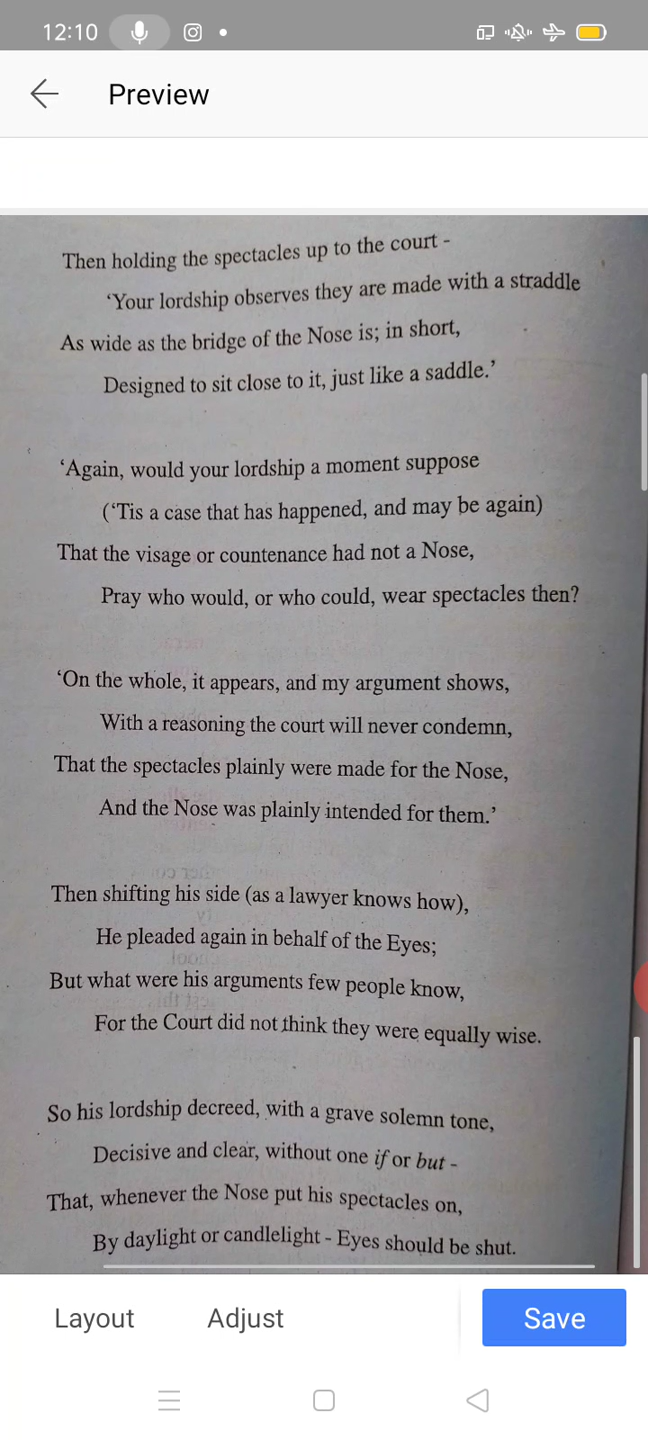 12:10
Preview
Then holding the spectacles up to the court -
'Your lordship observes they are made with a straddle
As wide as the bridge of the Nose is; in short,
Designed to sit close to it, just like a saddle.'
'Again, would your lordship a moment suppose
('Tis a case that has happened, and may be again)
That the visage or countenance had not a Nose,
Pray who would, or who could, wear spectacles then?
'On the whole, it appears, and my argument shows,
With a reasoning the court will never condemn,
That the spectacles plainly were made for the Nose,
And the Nose was plainly intended for them.'
Then shifting his side (as a lawyer knows how),
He pleaded again in behalf of the Eyes;
But what were his arguments few people know,
For the Court did not think they were equally wise.
So his lordship decreed, with a grave solemn tone,
Decisive and clear, without one if or but -
That, whenever the Nose put his spectacles on,
By daylight or candlelight - Eyes should be shut.
Layout Adjust Save